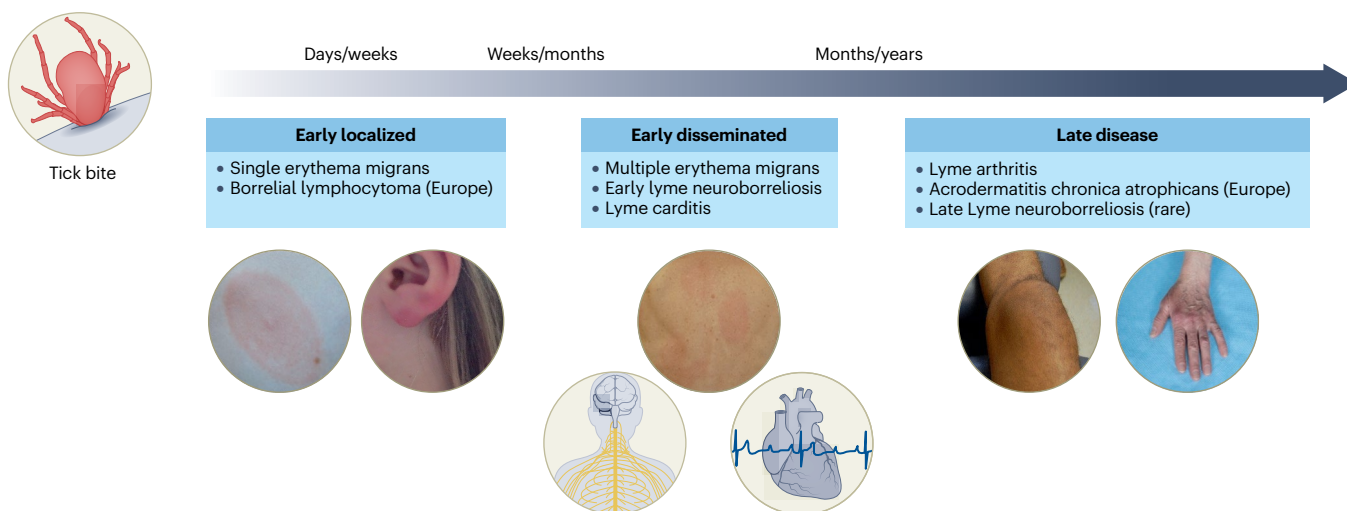 Days/weeks
Weeks/months
Months/years
Tick bite
Early localized
• Single erythema migrans
• Borrelial lymphocytoma (Europe)
Early disseminated
• Multiple erythema migrans
• Early lyme neuroborreliosis
• Lyme carditis
Late disease
• Lyme arthritis
• Acrodermatitis chronica atrophicans (Europe)
• Late Lyme neuroborreliosis (rare)